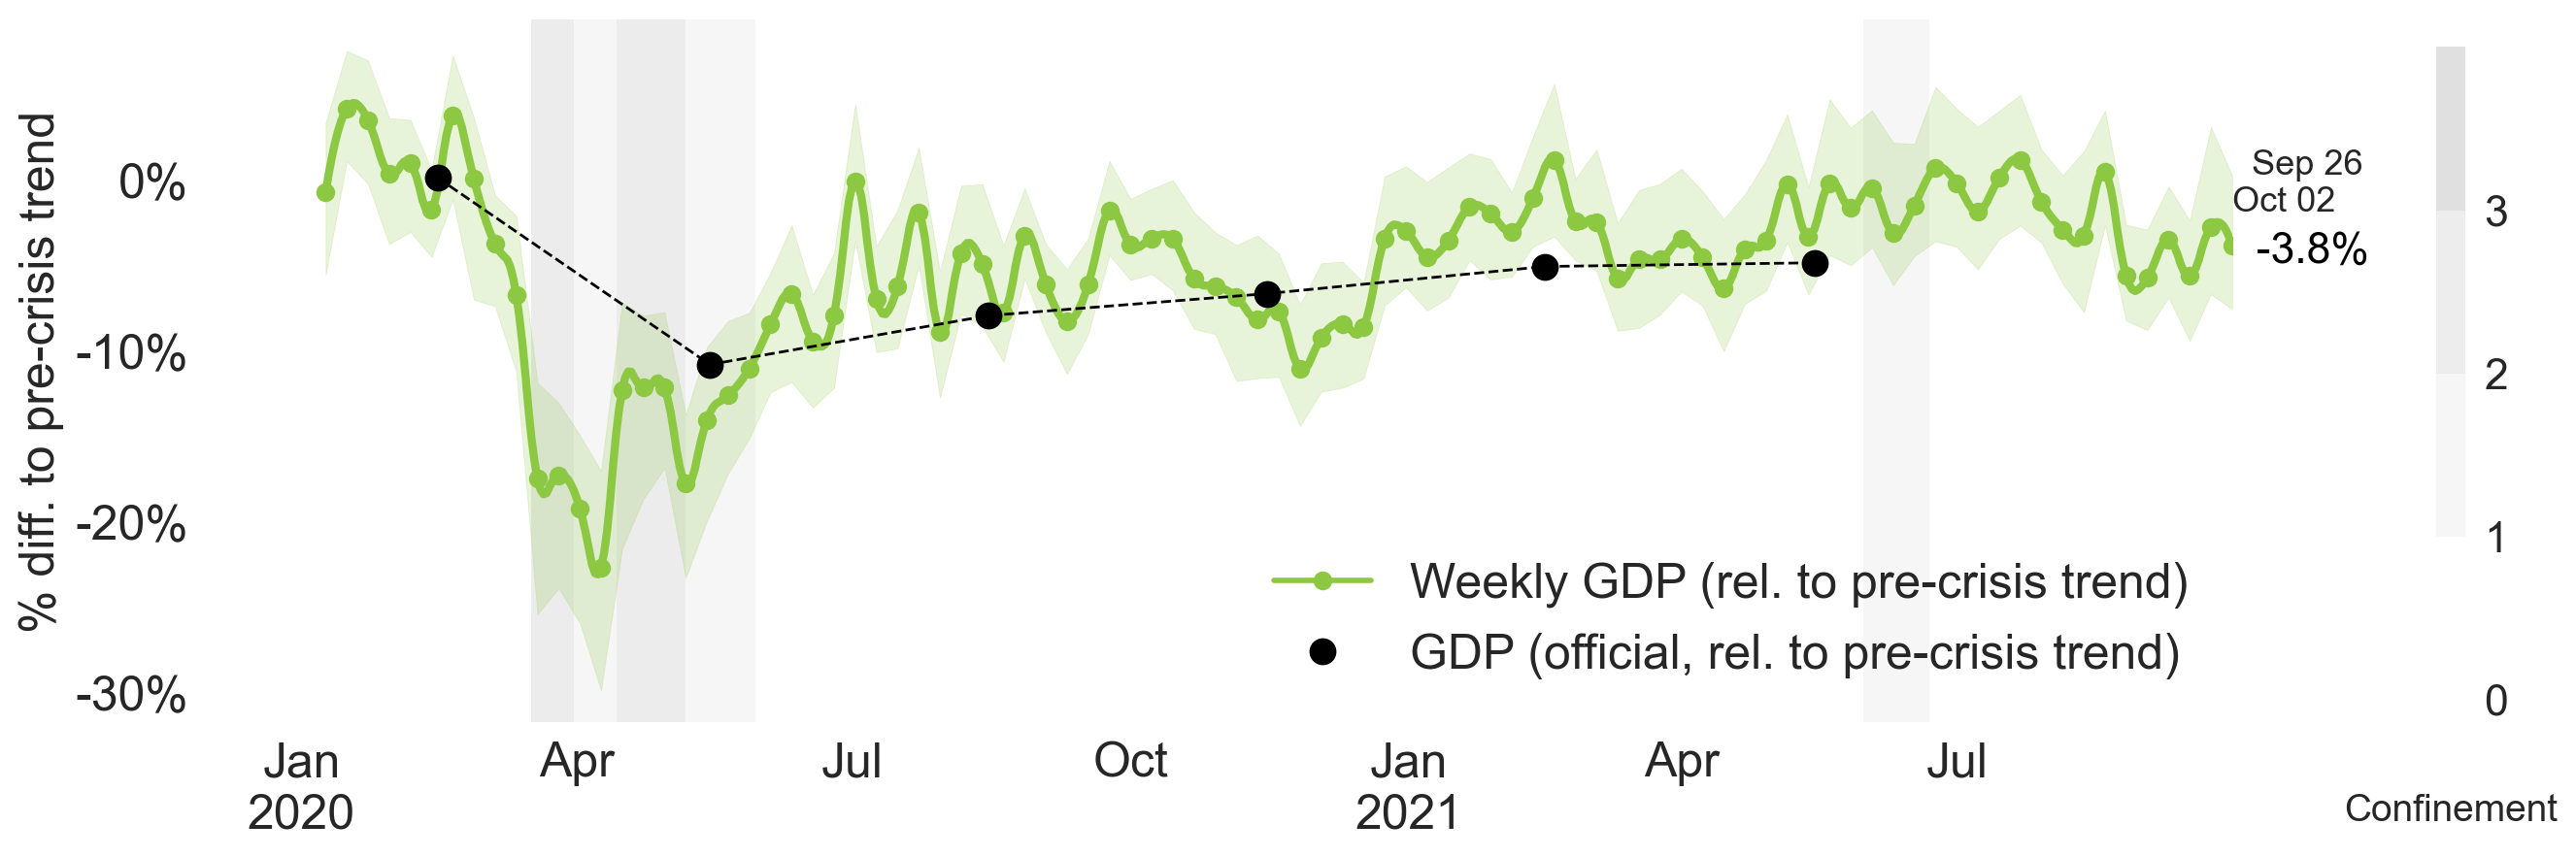 % diff. to pre-crisis trend
0%
-10%
-20%
-30%
Jan
2020
Apr
Jul
Oct
Jan
2021
Apr
Jul
Sep 26
Oct 02
-3.8%
Weekly GDP (rel. to pre-crisis trend)
GDP (official, rel. to pre-crisis trend)
3
2
1
0
Confinement